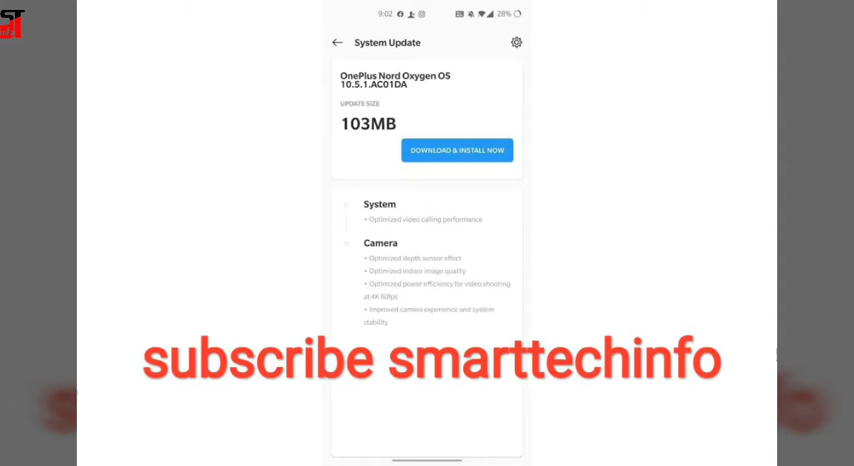 ST
9:02
28%
System Update
OnePlus Nord Oxygen OS
10.5.1.AC01DA
UPDATE SIZE
103MB
DOWNLOAD & INSTALL NOW
System
• Optimized video calling performance
Camera
• Optimized depth sensor effect
• Optimized indoor image quality
• Optimized power efficiency for video shooting
at 4K 60fps
• Improved camera experience and system
stability
subscribe smarttechinfo